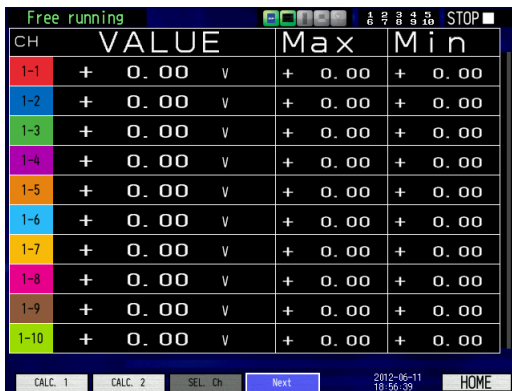 Free running 1 2 3 4 5 STOP
6 7 8 9 10
CH VALUE Max Min
1-1 + 0.00 V + 0.00 + 0.00
1-2 + 0.00 V + 0.00 + 0.00
1-3 + 0.00 V + 0.00 + 0.00
1-4 + 0.00 V + 0.00 + 0.00
1-5 + 0.00 V + 0.00 + 0.00
1-6 + 0.00 V + 0.00 + 0.00
1-7 + 0.00 V + 0.00 + 0.00
1-8 + 0.00 V + 0.00 + 0.00
1-9 + 0.00 V + 0.00 + 0.00
1-10 + 0.00 V + 0.00 + 0.00
CALC. 1 CALC. 2 SEL. Ch Next 2012-06-11 HOME
18:56:39